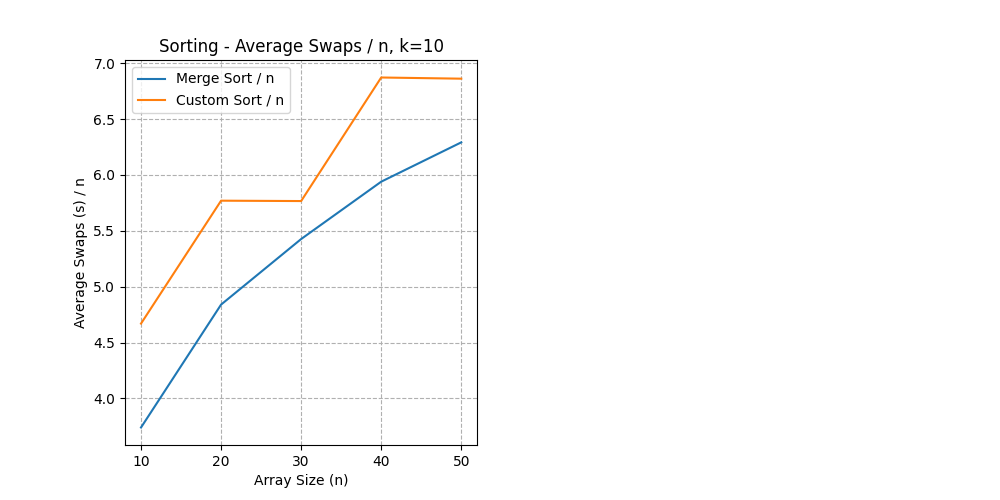 Sorting - Average Swaps / n, k=10
Merge Sort / n
Custom Sort / n
Average Swaps (s) / n
7.0
6.5
6.0
5.5
5.0
4.5
4.0
10 20 30 40 50
Array Size (n)